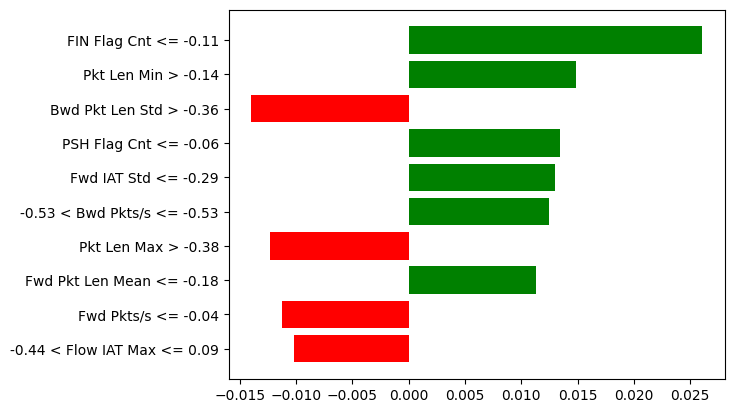 FIN Flag Cnt <= -0.11
Pkt Len Min > -0.14
Bwd Pkt Len Std > -0.36
PSH Flag Cnt <= -0.06
Fwd IAT Std <= -0.29
-0.53 < Bwd Pkts/s <= -0.53
Pkt Len Max > -0.38
Fwd Pkt Len Mean <= -0.18
Fwd Pkts/s <= -0.04
-0.44 < Flow IAT Max <= 0.09
−0.015 −0.010 −0.005 0.000 0.005 0.010 0.015 0.020 0.025